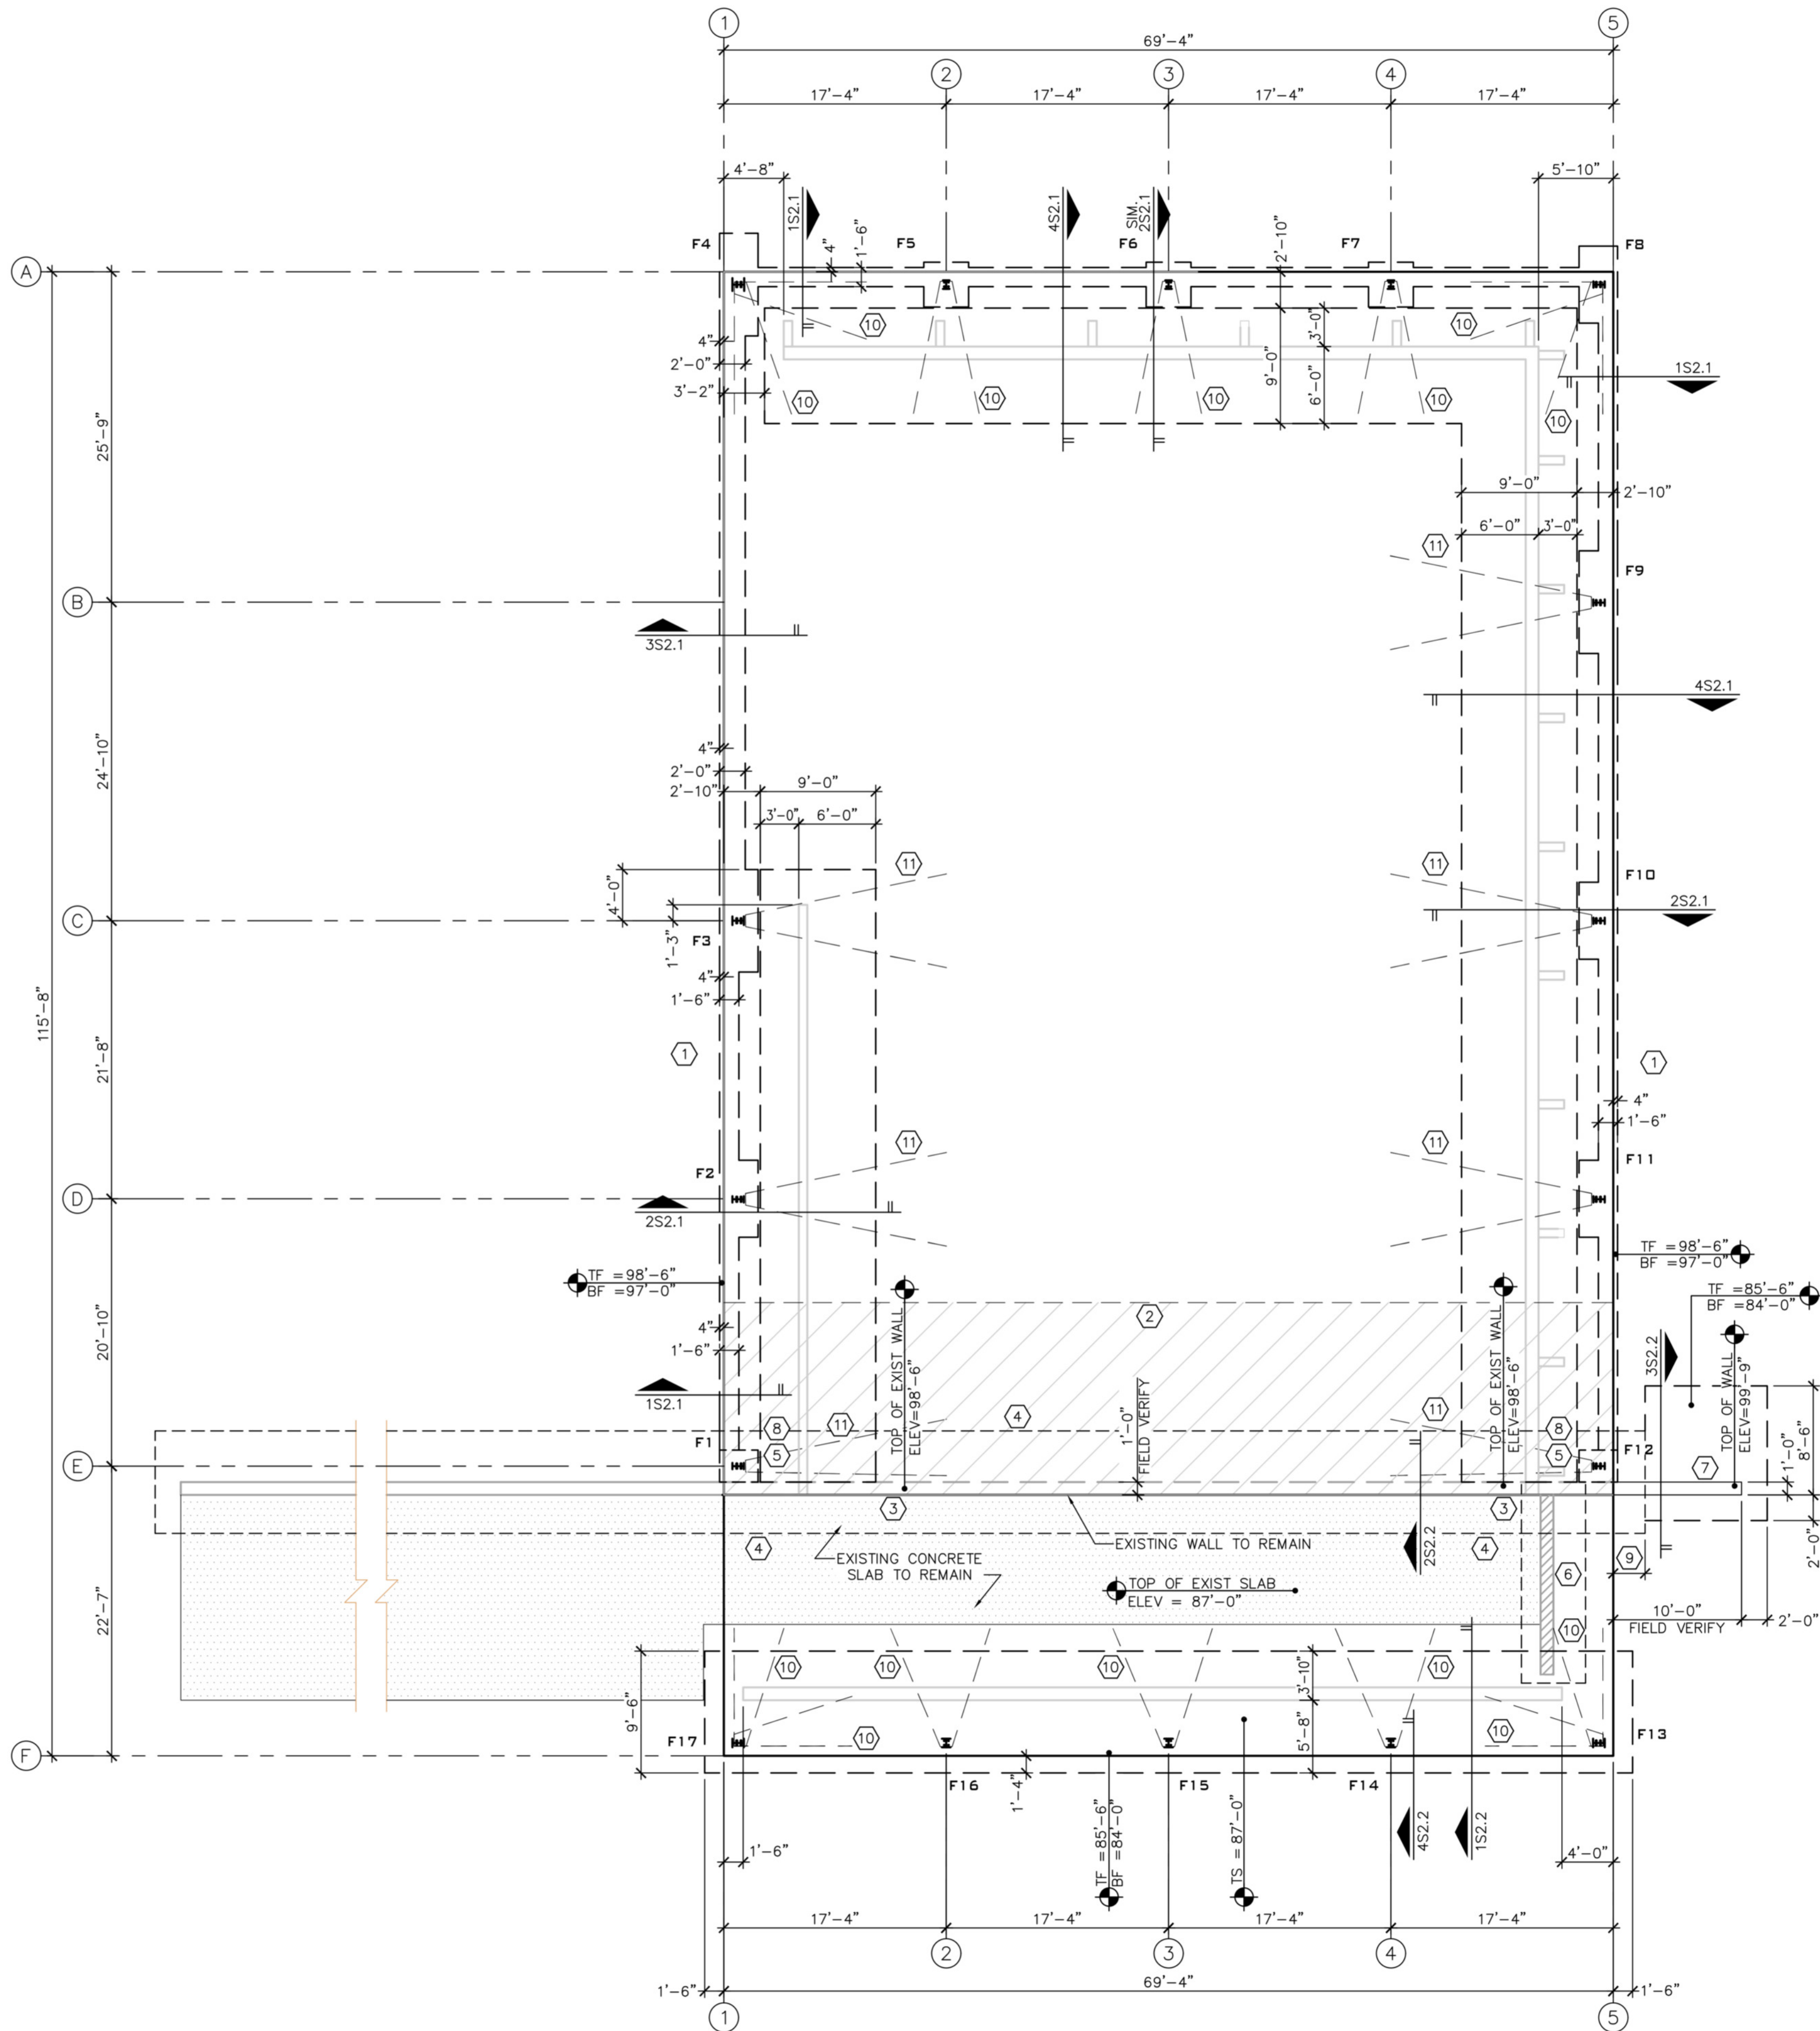 1
5
69'-4"
2
3
4
17'-4"
17'-4"
17'-4"
17'-4"
4'-8"
5'-10"
1S2.1
4S2.1
SIM.
2S2.1
4"
1'-6"
2'-10"
F4
F5
F6
F7
F8
A
10
10
3'-0"
4"
2'-0"
3'-2"
9'-0"
6'-0"
1S2.1
10
10
10
10
10
25'-9"
9'-0"
2'-10"
6'-0"
3'-0"
11
F9
B
3S2.1
4S2.1
24'-10"
4"
2'-0"
2'-10"
9'-0"
3'-0"
6'-0"
11
11
F10
4'-0"
2S2.1
C
1'-3"
F3
4"
1'-6"
115'-8"
21'-8"
1
1
4"
1'-6"
11
11
F2
F11
D
2S2.1
TF =98'-6"
BF =97'-0"
TF =98'-6"
BF =97'-0"
TF =85'-6"
BF =84'-0"
20'-10"
2
4"
1'-6"
TOP OF EXIST WALL
ELEV=98'-6"
TOP OF EXIST WALL
ELEV=98'-6"
TOP OF WALL
ELEV=99'-9"
3S2.2
1S2.1
1'-0"
FIELD VERIFY
8
11
4
11
8
F1
5
5
F12
E
7
1'-0"
8'-6"
3
3
2S2.2
EXISTING WALL TO REMAIN
4
4
EXISTING CONCRETE
SLAB TO REMAIN
9
2'-0"
6
TOP OF EXIST SLAB
ELEV = 87'-0"
10'-0"
FIELD VERIFY
2'-0"
22'-7"
10
10
10
10
10
3'-10"
9'-6"
5'-8"
F17
10
10
F13
F
F16
1'-4"
F15
F14
TF =85'-6"
BF =84'-0"
TS = 87'-0"
4S2.2
1S2.2
1'-6"
4'-0"
17'-4"
17'-4"
17'-4"
17'-4"
2
3
4
1'-6"
69'-4"
1'-6"
1
5